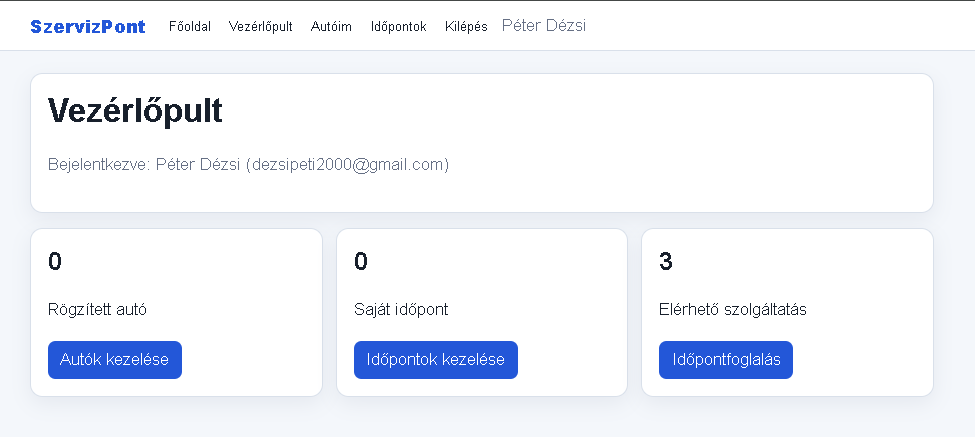 SzervizPont Főoldal Vezérlőpult Autóim Időpontok Kilépés Péter Dézsi
Vezérlőpult
Bejelentkezve: Péter Dézsi (dezsipeti2000@gmail.com)
0
Rögzített autó
Autók kezelése
0
Saját időpont
Időpontok kezelése
3
Elérhető szolgáltatás
Időpontfoglalás